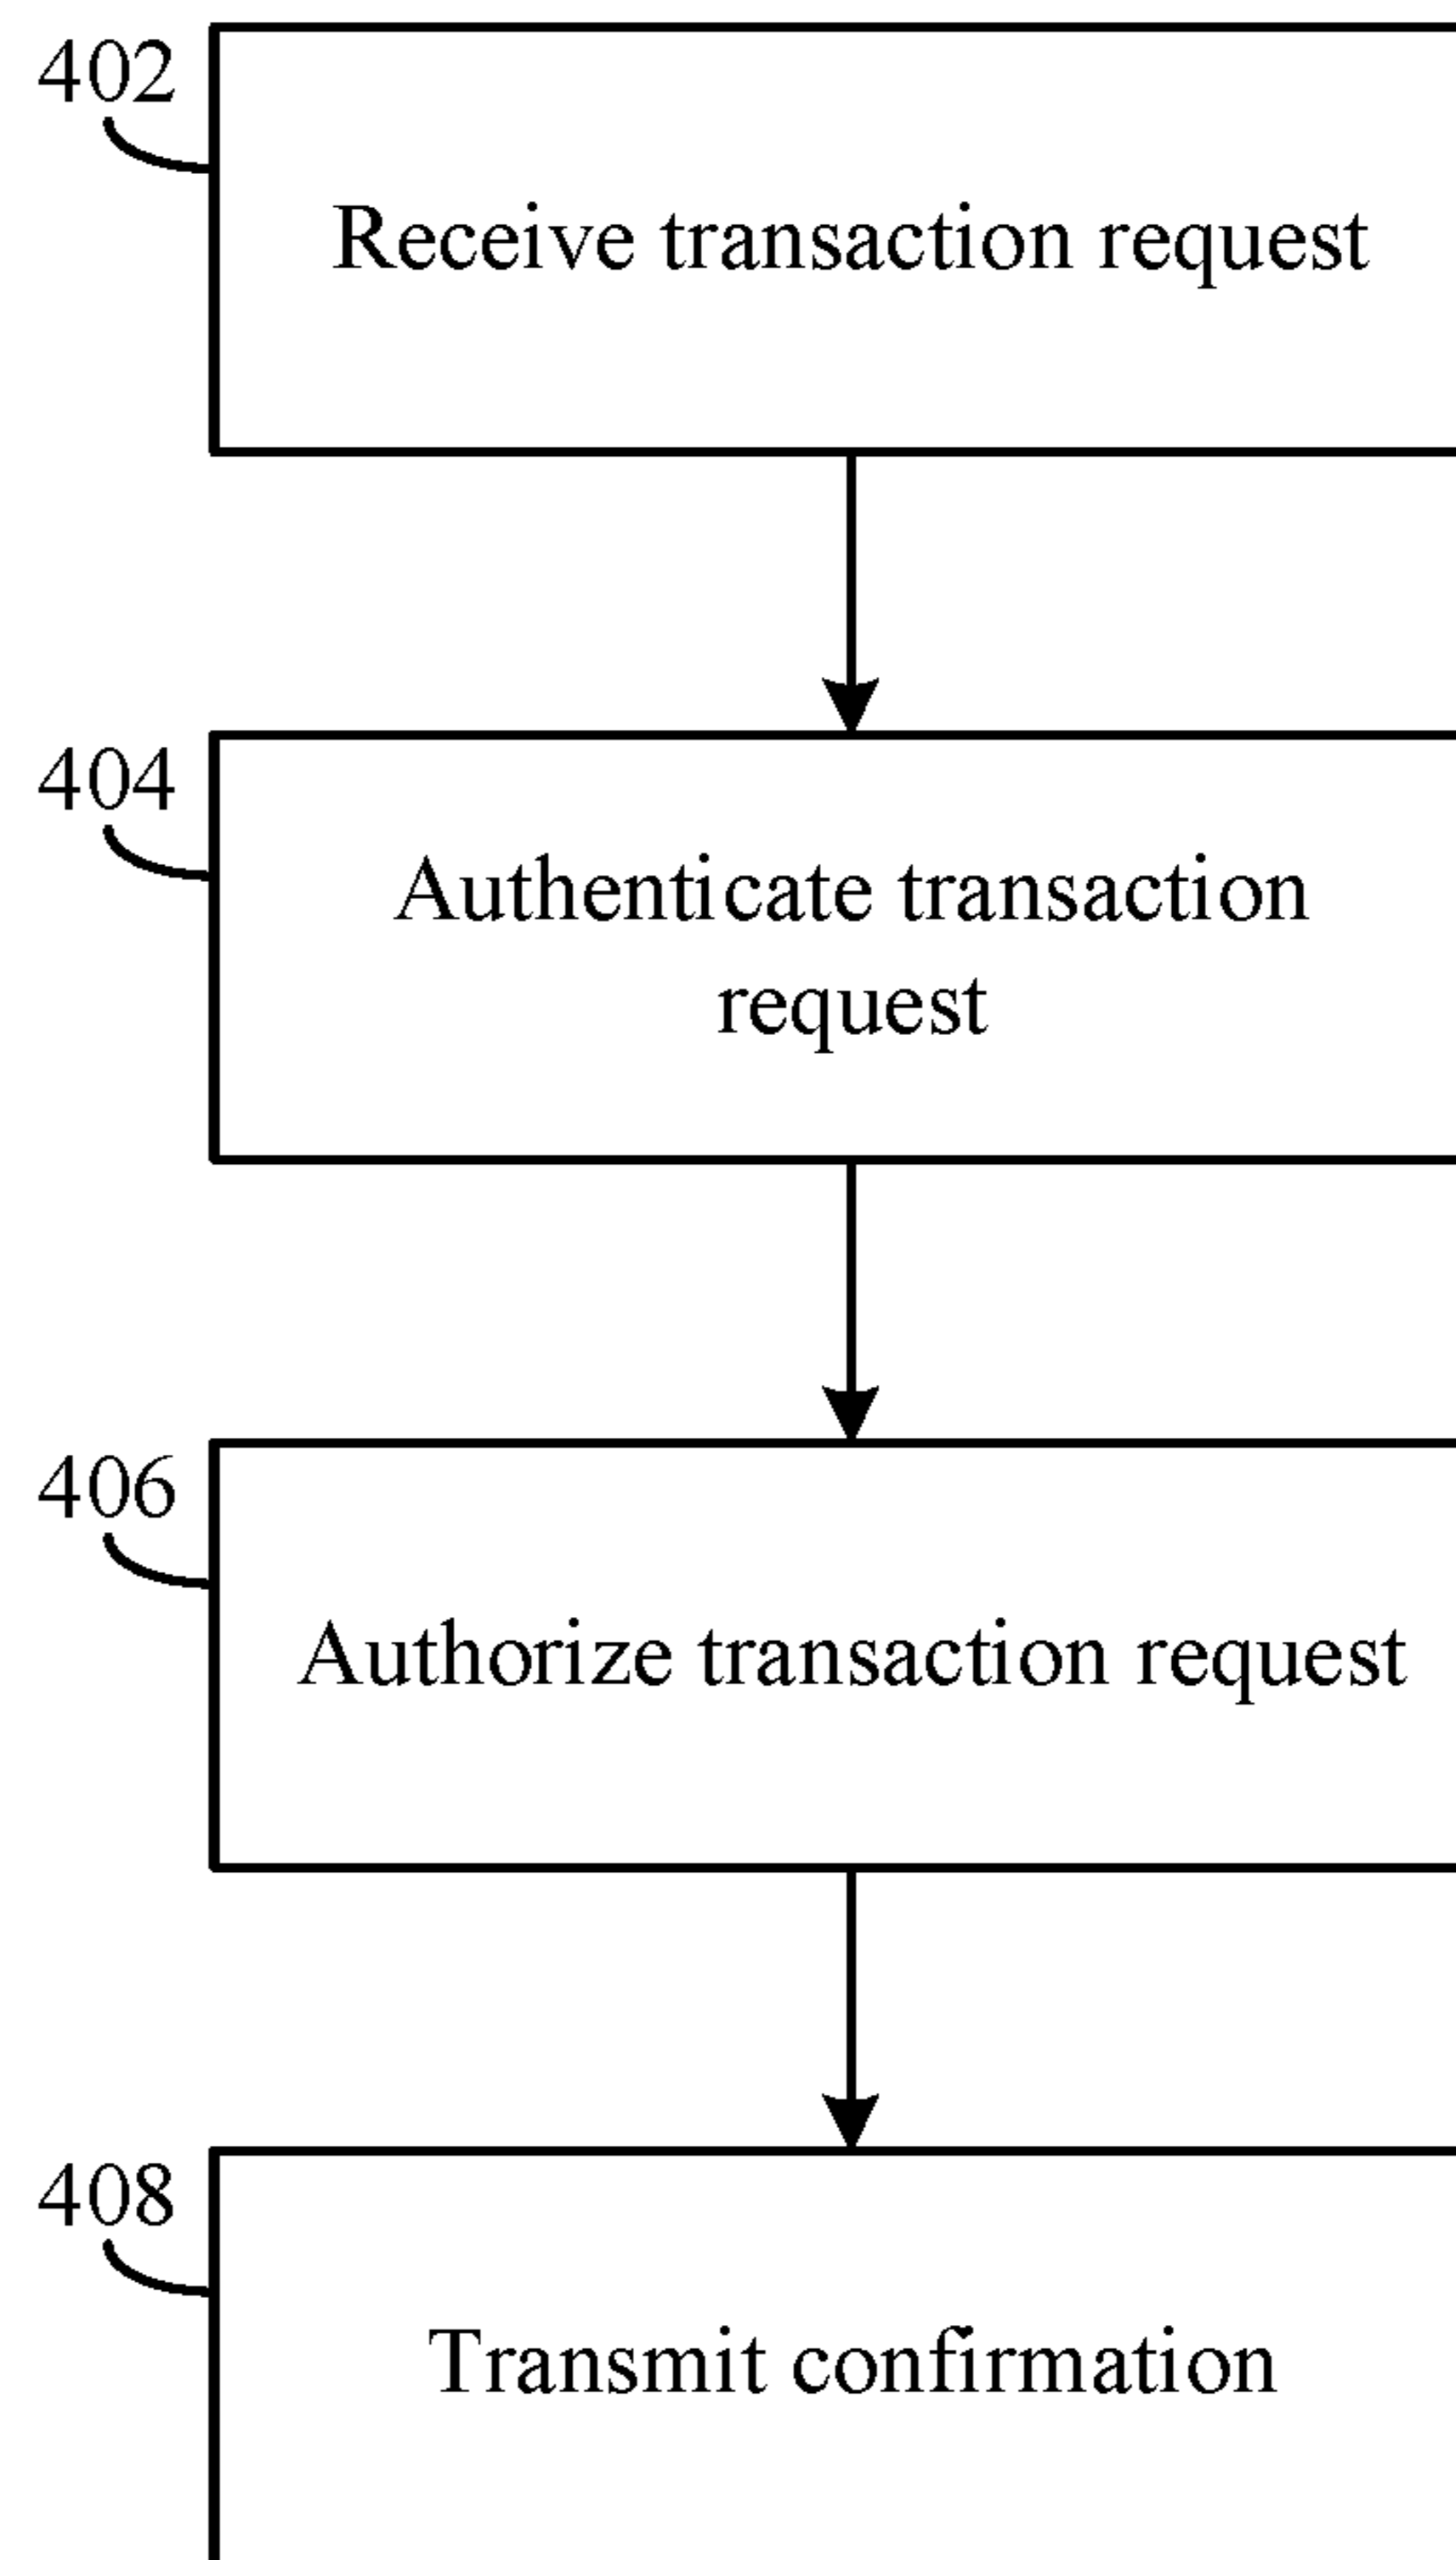 402
Receive transaction request
404
Authenticate transaction
request
406
Authorize transaction request
408
Transmit confirmation